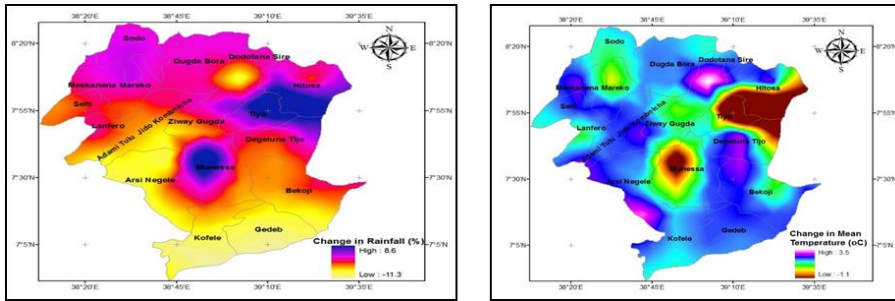 38°20'E 38°45'E 39°10'E 39°35'E
8°20'N
7°55'N
7°30'N
7°5'N
N
W E
S
Sodo
Dugda Bora
Dodotana Sire
Meskanena Mareko
Hitosa
Selti
Tiyo
Lanfero
Adami Tulu Jido Kombricha
Ziway Gugda
Degeluna Tijo
Munessa
Arsi Negele
Bekoji
Kofele
Gedeb
Change in Rainfall (%)
High : 8.6
Low : -11.3
38°20'E 38°45'E 39°10'E 39°35'E
8°20'N
7°55'N
7°30'N
7°5'N
N
W E
S
Sodo
Dugda Bora
Dodotana Sire
Meskanena Mareko
Hitosa
Selti
Tiyo
Lanfero
Adami Tulu Jido Kombricha
Ziway Gugda
Degeluna Tijo
Munessa
Arsi Negele
Bekoji
Kofele
Gedeb
Change in Mean
Temperature (oC)
High : 3.5
Low : -1.1